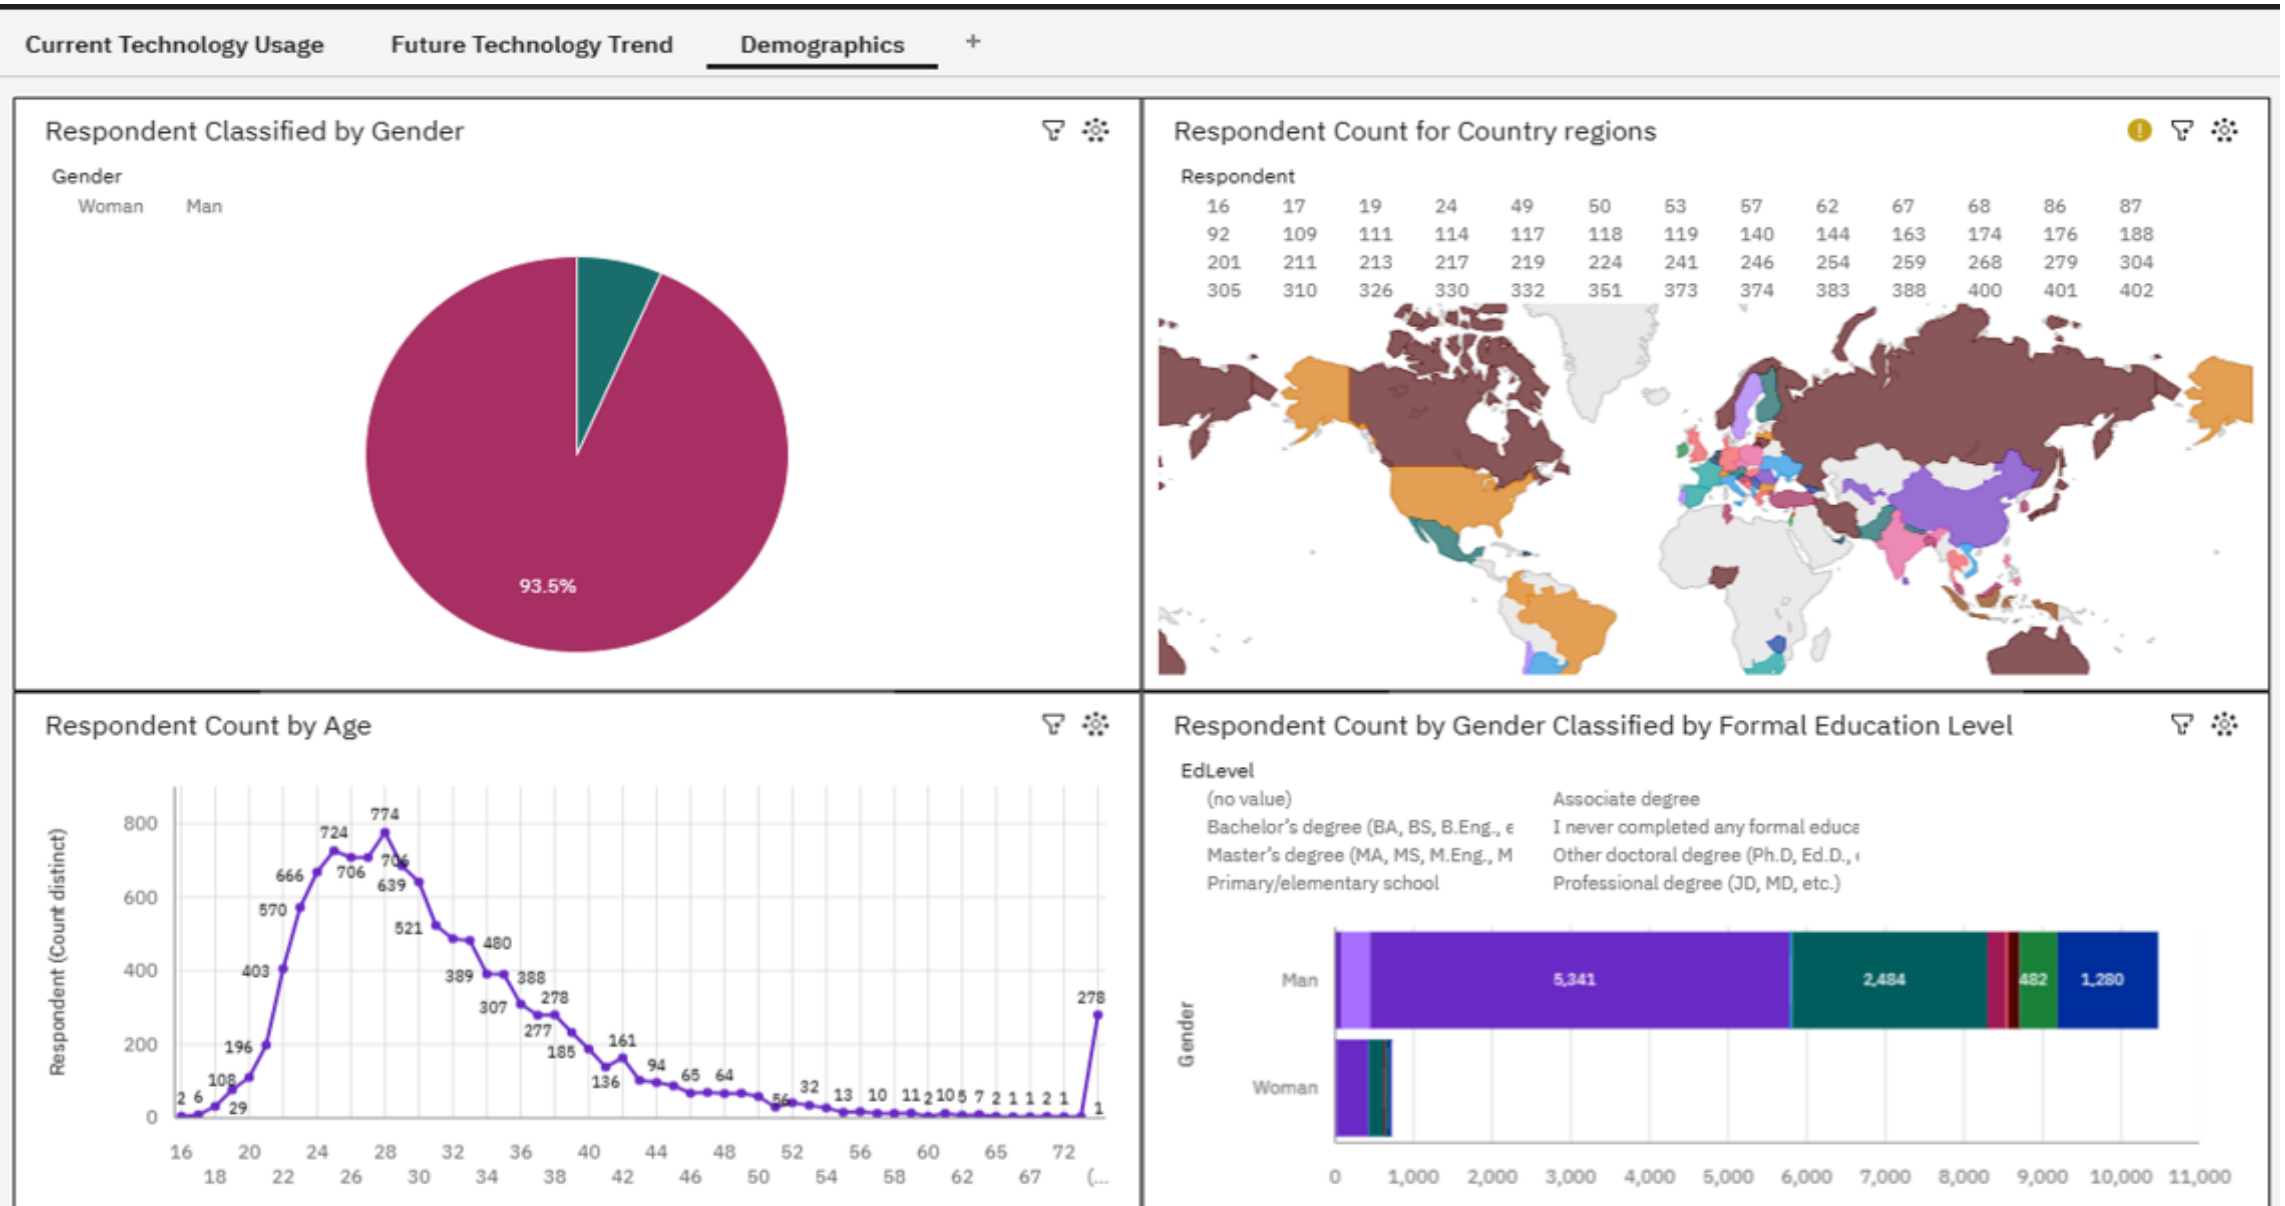 Current Technology Usage Future Technology Trend Demographics +
Respondent Classified by Gender
Gender
Woman Man
93.5%
Respondent Count for Country regions
!
Respondent
16 17 19 24 49 50 53 57 62 67 68 86 87
92 109 111 114 117 118 119 140 144 163 174 176 188
201 211 213 217 219 224 241 246 254 259 268 279 304
305 310 326 330 332 351 373 374 383 388 400 401 402
Respondent Count by Age
Respondent (Count distinct)
800
600
400
200
0
2 6 29 108 196 403 570 666 724 706 706 774 639 521 480 389 388 307 277 278 185 136 161 94 65 64 56 32 13 10 11 2 10 5 7 2 1 1 2 1 1 278
16 20 24 28 32 36 40 44 48 52 56 60 65 72
18 22 26 30 34 38 42 46 50 54 58 62 67 (...
Respondent Count by Gender Classified by Formal Education Level
EdLevel
(no value) Associate degree
Bachelor's degree (BA, BS, B.Eng., e I never completed any formal educa
Master's degree (MA, MS, M.Eng., M Other doctoral degree (Ph.D, Ed.D.,
Primary/elementary school Professional degree (JD, MD, etc.)
Gender
Man 5,341 2,484 482 1,280
Woman
0 1,000 2,000 3,000 4,000 5,000 6,000 7,000 8,000 9,000 10,000 11,000